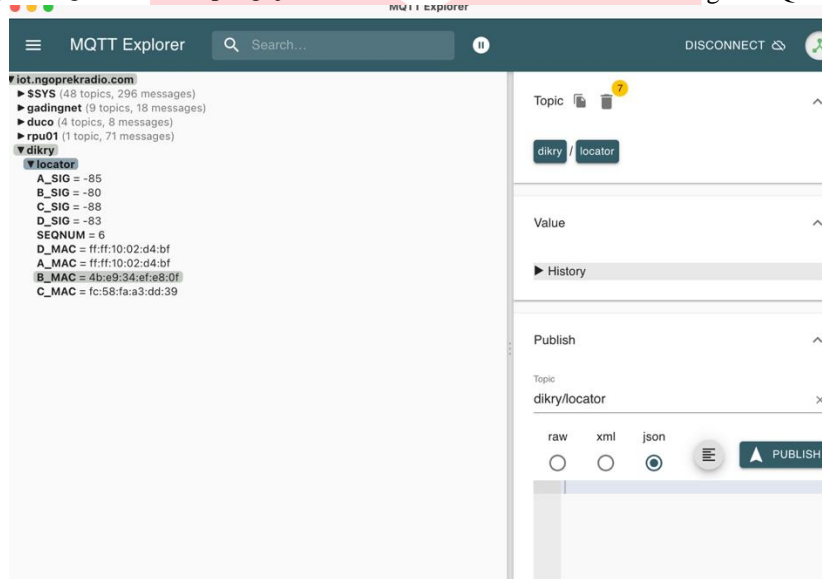 MQTT Explorer
MQTT Explorer
Search...
DISCONNECT
▼iot.ngoprekradio.com
▶$SYS (48 topics, 296 messages)
▶gadingnet (9 topics, 18 messages)
▶duco (4 topics, 8 messages)
▶rpu01 (1 topic, 71 messages)
▼dikry
▼locator
A_SIG = -85
B_SIG = -80
C_SIG = -88
D_SIG = -83
SEQNUM = 6
D_MAC = ff:ff:10:02:d4:bf
A_MAC = ff:ff:10:02:d4:bf
B_MAC = 4b:e9:34:ef:e8:0f
C_MAC = fc:58:fa:a3:dd:39
Topic 7
dikry / locator
Value
▶ History
Publish
Topic
dikry/locator
raw xml json
PUBLISH